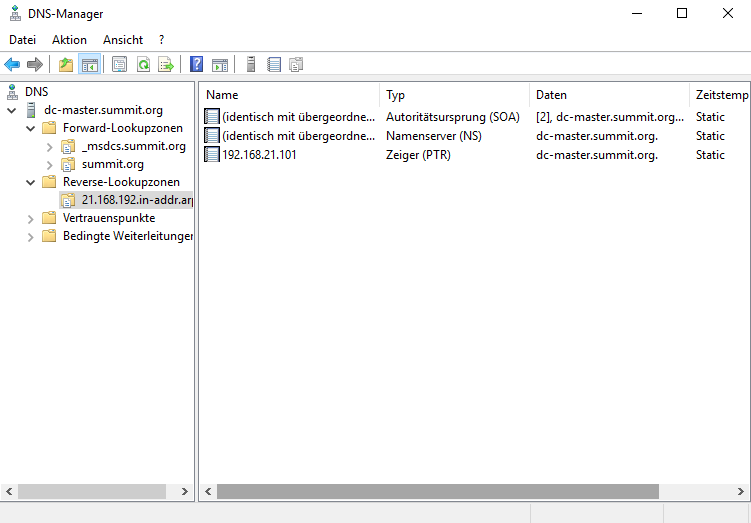 DNS-Manager
Datei Aktion Ansicht ?
DNS
dc-master.summit.org
Forward-Lookupzonen
_msdcs.summit.org
summit.org
Reverse-Lookupzonen
21.168.192.in-addr.arp
Vertrauenspunkte
Bedingte Weiterleitungen
Name Typ Daten Zeitstemp
(identisch mit übergeordne... Autoritätsursprung (SOA) [2], dc-master.summit.org... Static
(identisch mit übergeordne... Namenserver (NS) dc-master.summit.org. Static
192.168.21.101 Zeiger (PTR) dc-master.summit.org. Static